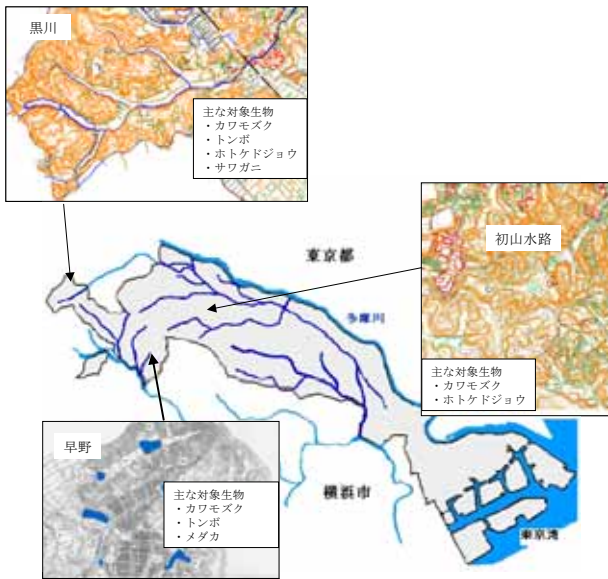 黒川
主な対象生物
・カワモズク
・トンボ
・ホトケドジョウ
・サワガニ
初山水路
主な対象生物
・カワモズク
・ホトケドジョウ
東京都
多摩川
早野
主な対象生物
・カワモズク
・トンボ
・メダカ
横浜市
東京湾